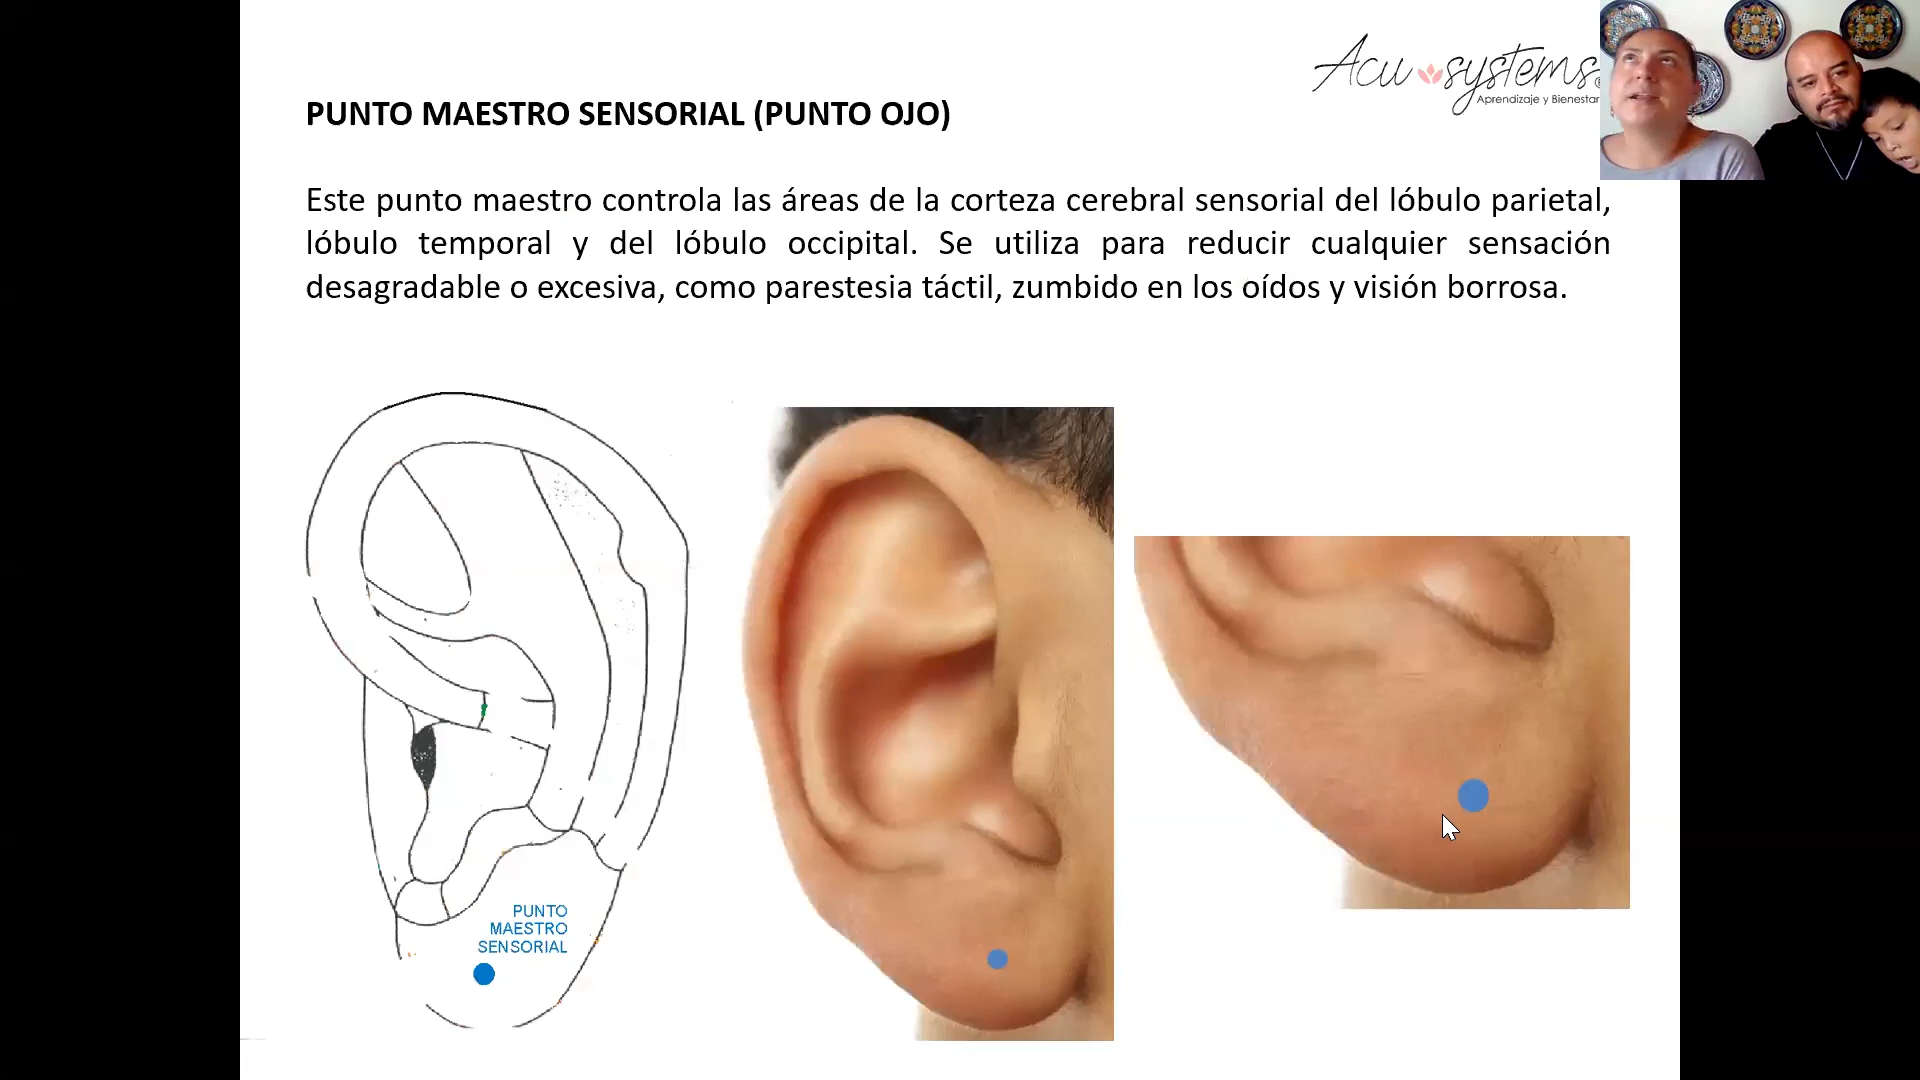 Acu systems
Aprendizaje y Bienestar
PUNTO MAESTRO SENSORIAL (PUNTO OJO)
Este punto maestro controla las áreas de la corteza cerebral sensorial del lóbulo parietal,
lóbulo temporal y del lóbulo occipital. Se utiliza para reducir cualquier sensación
desagradable o excesiva, como parestesia táctil, zumbido en los oídos y visión borrosa.
PUNTO
MAESTRO
SENSORIAL